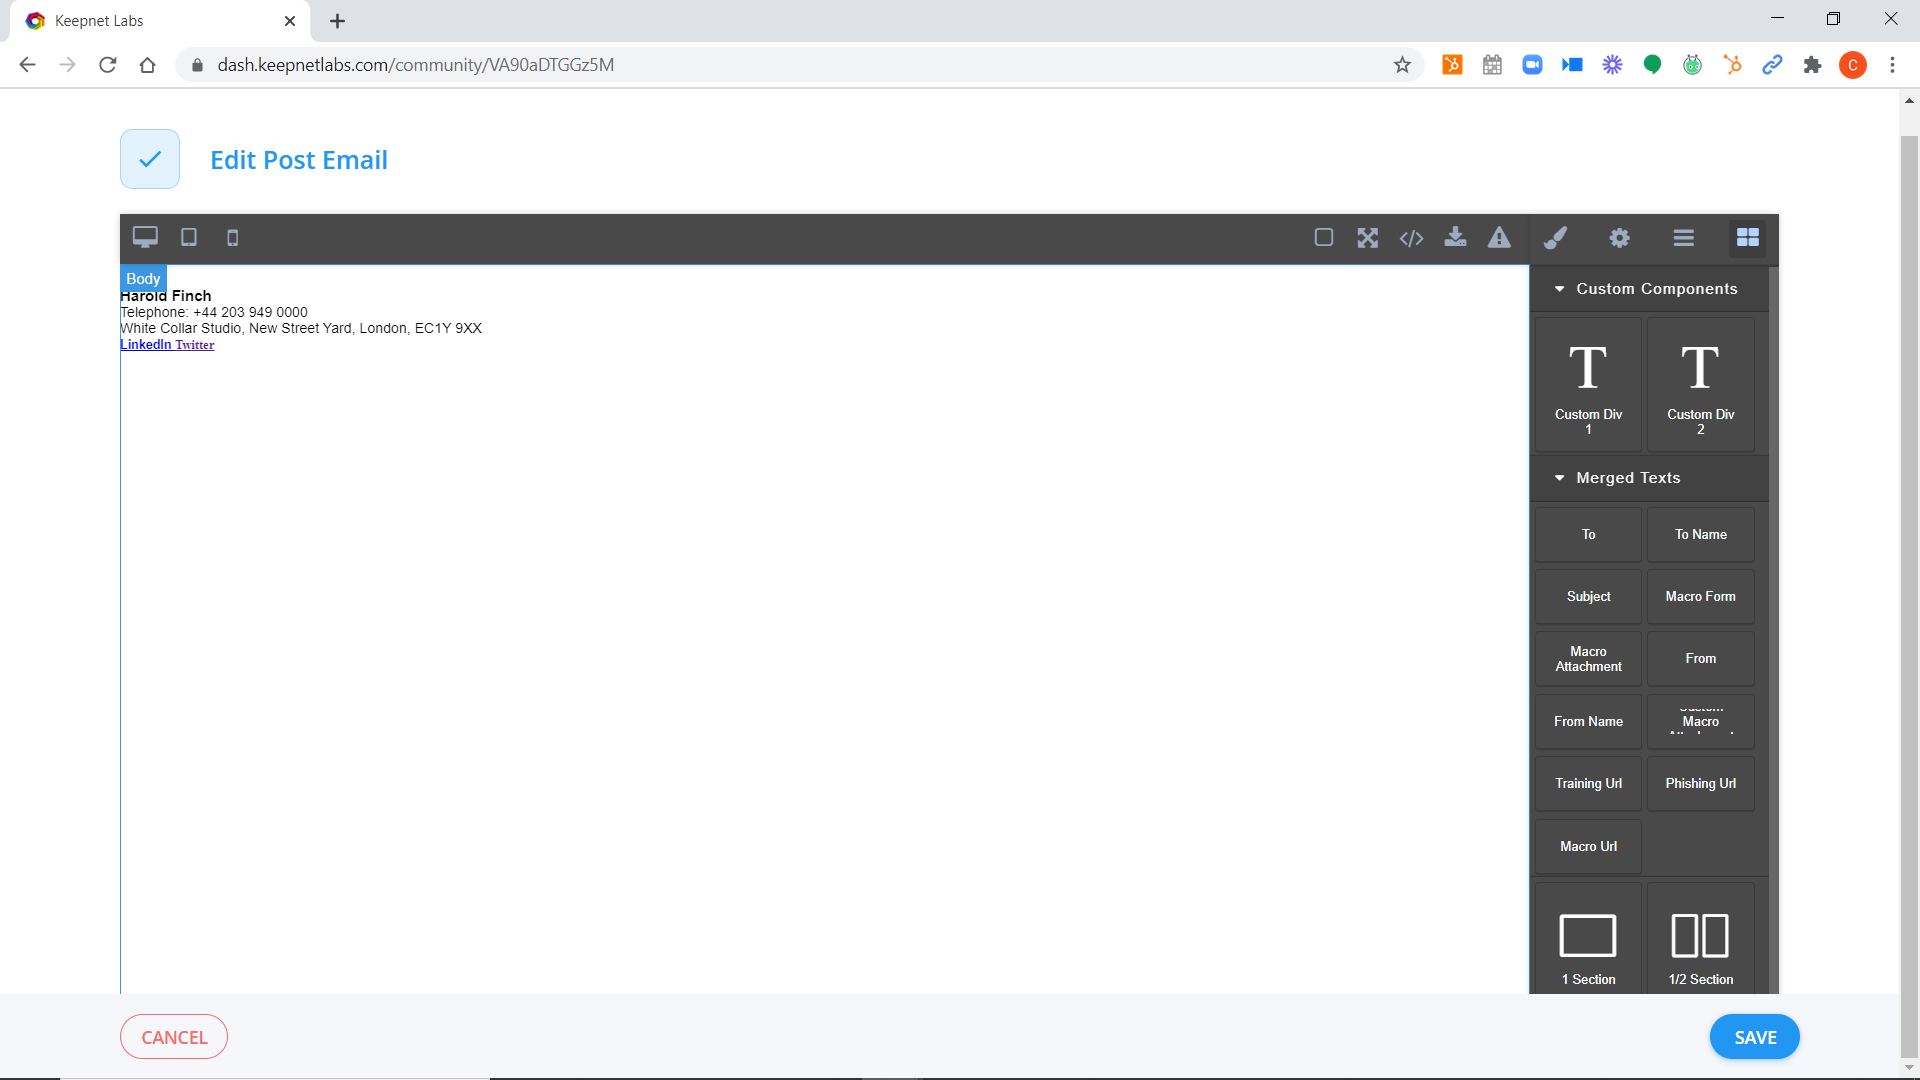 Keepnet Labs
dash.keepnetlabs.com/community/VA90aDTGGz5M
C
Edit Post Email
Body
Harold Finch
Telephone: +44 203 949 0000
White Collar Studio, New Street Yard, London, EC1Y 9XX
LinkedIn Twitter
Custom Components
T
Custom Div
1
T
Custom Div
2
Merged Texts
To
To Name
Subject
Macro Form
Macro
Attachment
From
From Name
Custom
Macro
Attachment
Training Url
Phishing Url
Macro Url
1 Section
1/2 Section
CANCEL
SAVE